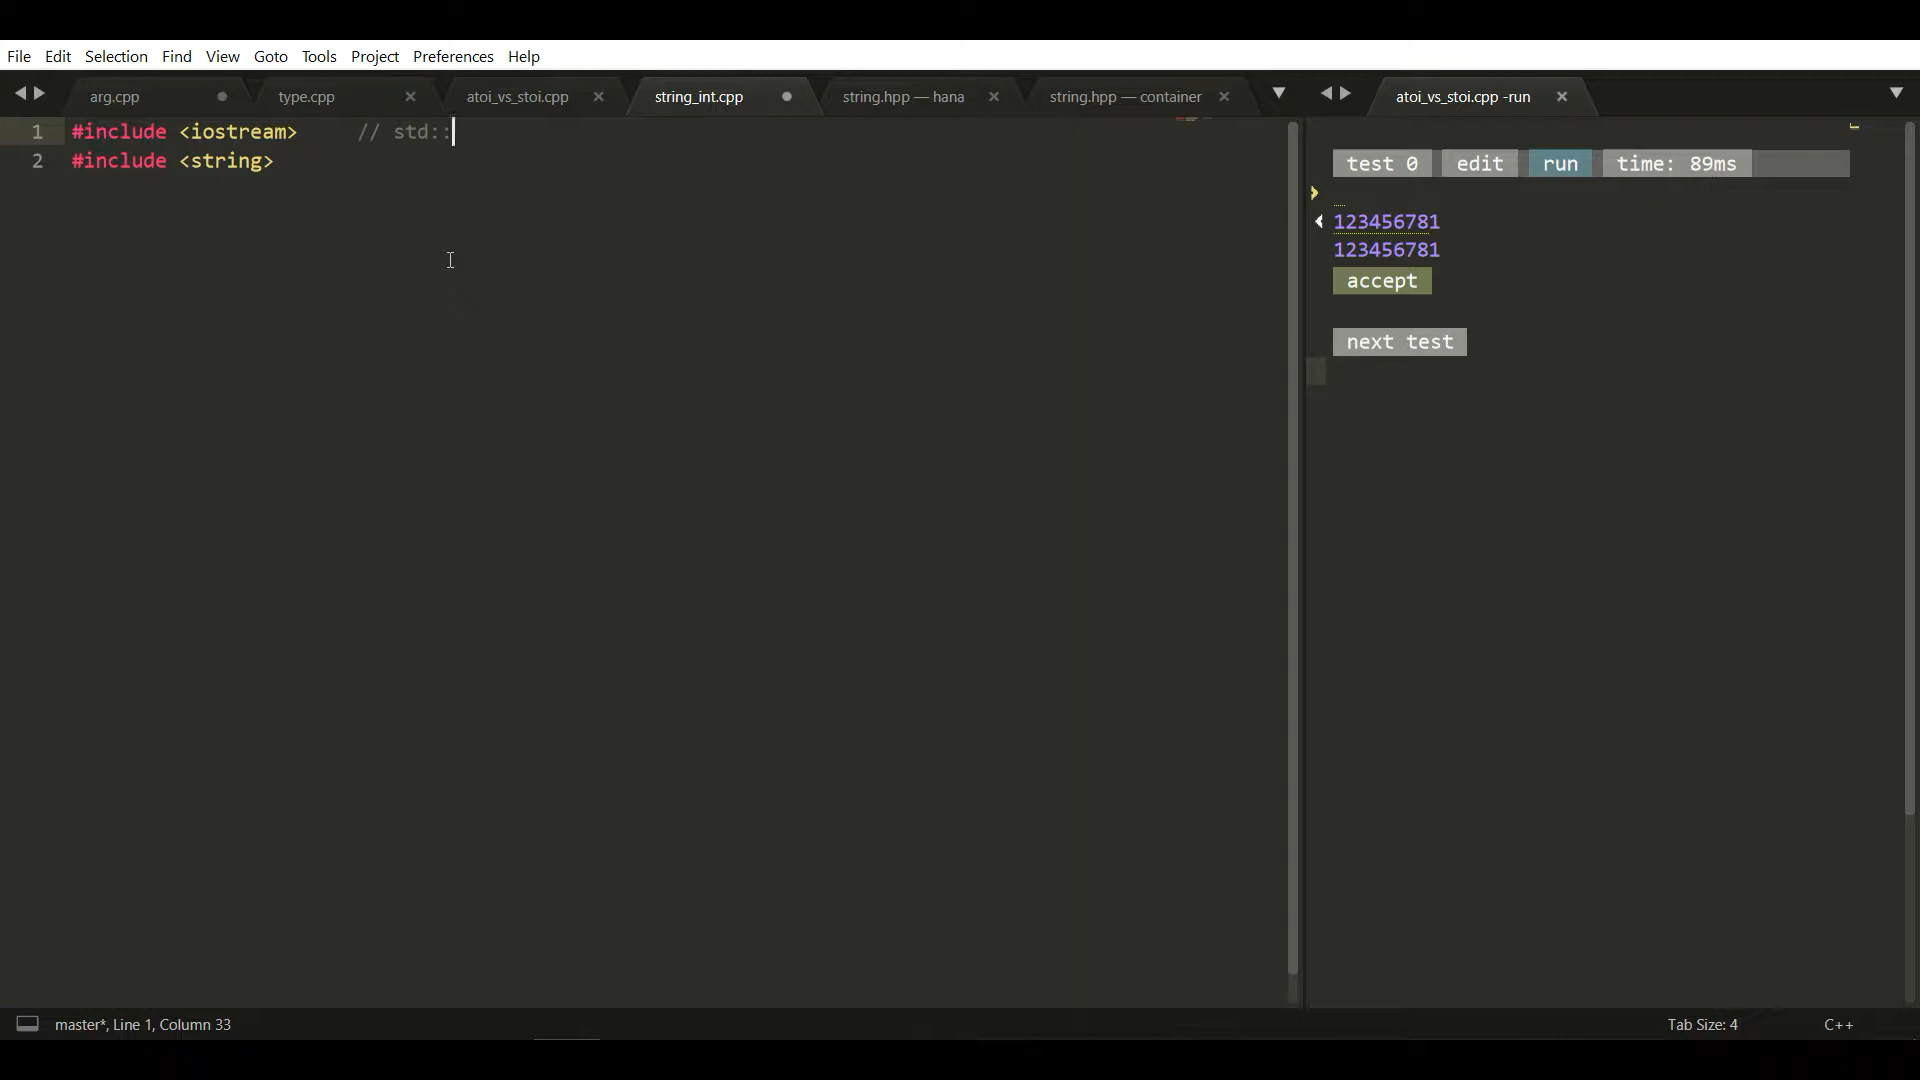 File Edit Selection Find View Goto Tools Project Preferences Help
arg.cpp type.cpp atoi_vs_stoi.cpp string_int.cpp string.hpp — hana string.hpp — container atoi_vs_stoi.cpp -run
1 #include <iostream>     // std::
2 #include <string>
test 0 edit run time: 89ms
123456781
123456781
accept
next test
master*, Line 1, Column 33 Tab Size: 4 C++